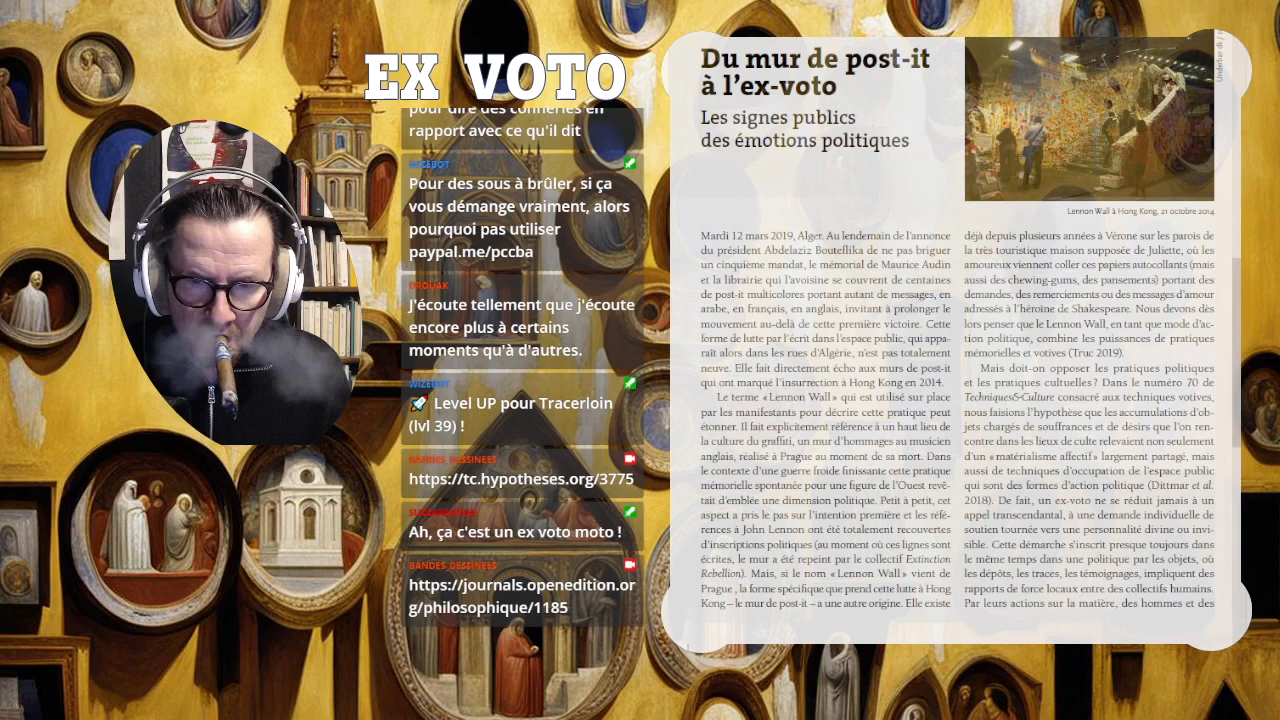 EX VOTO
pour dire des conneries en
rapport avec ce qu'il dit
WIZEBOT
Pour des sous à brûler, si ça
vous démange vraiment, alors
pourquoi pas utiliser
paypal.me/pccba
DROUAK
J'écoute tellement que j'écoute
encore plus à certains
moments qu'à d'autres.
WIZEBOT
🚀 Level UP pour Tracerloin
(lvl 39) !
BANDES_DESSINEES
https://tc.hypotheses.org/3775
Ah, ça c'est un ex voto moto !
BANDES_DESSINEES
https://journals.openedition.or
g/philosophique/1185
Du mur de post-it
à l'ex-voto
Les signes publics
des émotions politiques
Lennon Wall à Hong Kong, 21 octobre 2014
Mardi 12 mars 2019, Alger. Au lendemain de l'annonce
du président Abdelaziz Bouteflika de ne pas briguer
un cinquième mandat, le mémorial de Maurice Audin
et la librairie qui l'avoisine se couvrent de centaines
de post-it multicolores portant autant de messages, en
arabe, en français, en anglais, invitant à prolonger le
mouvement au-delà de cette première victoire. Cette
forme de lutte par l'écrit dans l'espace public, qui appa-
raît alors dans les rues d'Algérie, n'est pas totalement
neuve. Elle fait directement écho aux murs de post-it
qui ont marqué l'insurrection à Hong Kong en 2014.
Le terme « Lennon Wall » qui est utilisé sur place
par les manifestants pour décrire cette pratique peut
étonner. Il fait explicitement référence à un haut lieu de
la culture du graffiti, un mur d'hommages au musicien
anglais, réalisé à Prague au moment de sa mort. Dans
le contexte d'une guerre froide finissante cette pratique
mémorielle spontanée pour une figure de l'Ouest revê-
tait d'emblée une dimension politique. Petit à petit, cet
aspect a pris le pas sur l'intention première et les réfé-
rences à John Lennon ont été totalement recouvertes
d'inscriptions politiques (au moment où ces lignes sont
écrites, le mur a été repeint par le collectif Extinction
Rebellion). Mais, si le nom « Lennon Wall » vient de
Prague , la forme spécifique que prend cette lutte à Hong
Kong – le mur de post-it – a une autre origine. Elle existe
déjà depuis plusieurs années à Vérone sur les parois de
la très touristique maison supposée de Juliette, où les
amoureux viennent coller ces papiers autocollants (mais
aussi des chewing-gums, des pansements) portant des
demandes, des remerciements ou des messages d'amour
adressés à l'héroïne de Shakespeare. Nous devons dès
lors penser que le Lennon Wall, en tant que mode d'ac-
tion politique, combine les puissances de pratiques
mémorielles et votives (Truc 2019).
Mais doit-on opposer les pratiques politiques
et les pratiques cultuelles ? Dans le numéro 70 de
Techniques&Culture consacré aux techniques votives,
nous faisions l'hypothèse que les accumulations d'ob-
jets chargés de souffrances et de désirs que l'on ren-
contre dans les lieux de culte relevaient non seulement
d'un « matérialisme affectif » largement partagé, mais
aussi de techniques d'occupation de l'espace public
qui sont des formes d'action politique (Dittmar et al.
2018). De fait, un ex-voto ne se réduit jamais à un
appel transcendantal, à une demande individuelle de
soutien tournée vers une personnalité divine ou invi-
sible. Cette démarche s'inscrit presque toujours dans
le même temps dans une politique par les objets, où
les dépôts, les traces, les témoignages, impliquent des
rapports de force locaux entre des collectifs humains.
Par leurs actions sur la matière, des hommes et des